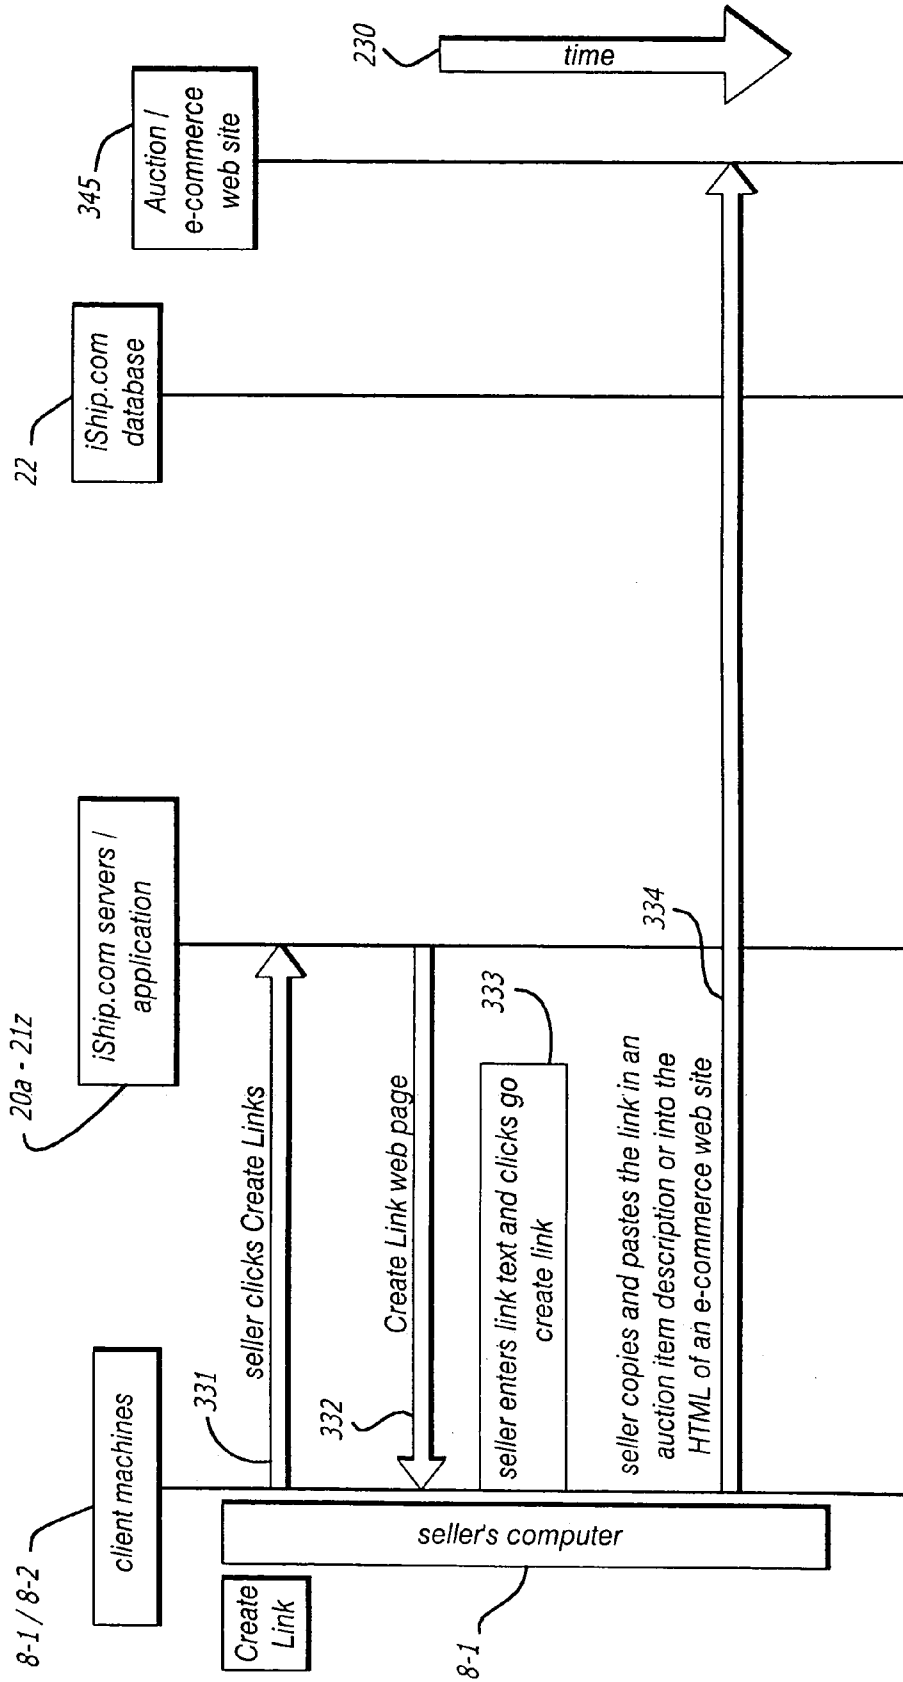 8-1 / 8-2
client machines
20a - 21z
iShip.com servers /
application
22
iShip.com
database
345
Auction /
e-commerce
web site
230
time
Create
Link
seller's computer
8-1
331
seller clicks Create Links
332
Create Link web page
333
seller enters link text and clicks go
create link
334
seller copies and pastes the link in an
auction item description or into the
HTML of an e-commerce web site